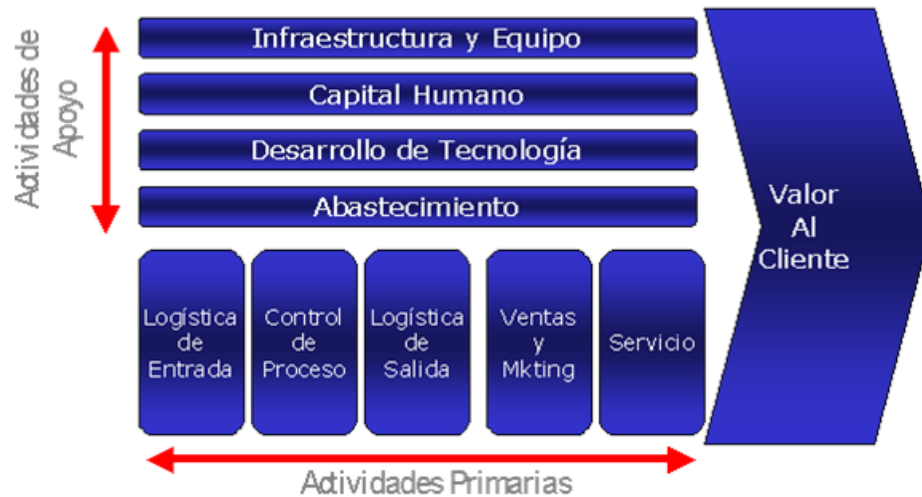 Actividades de
Apoyo
Infraestructura y Equipo
Capital Humano
Desarrollo de Tecnología
Abastecimiento
Logística
de
Entrada
Control
de
Proceso
Logística
de
Salida
Ventas
y
Mkting
Servicio
Valor
Al
Cliente
Actividades Primarias